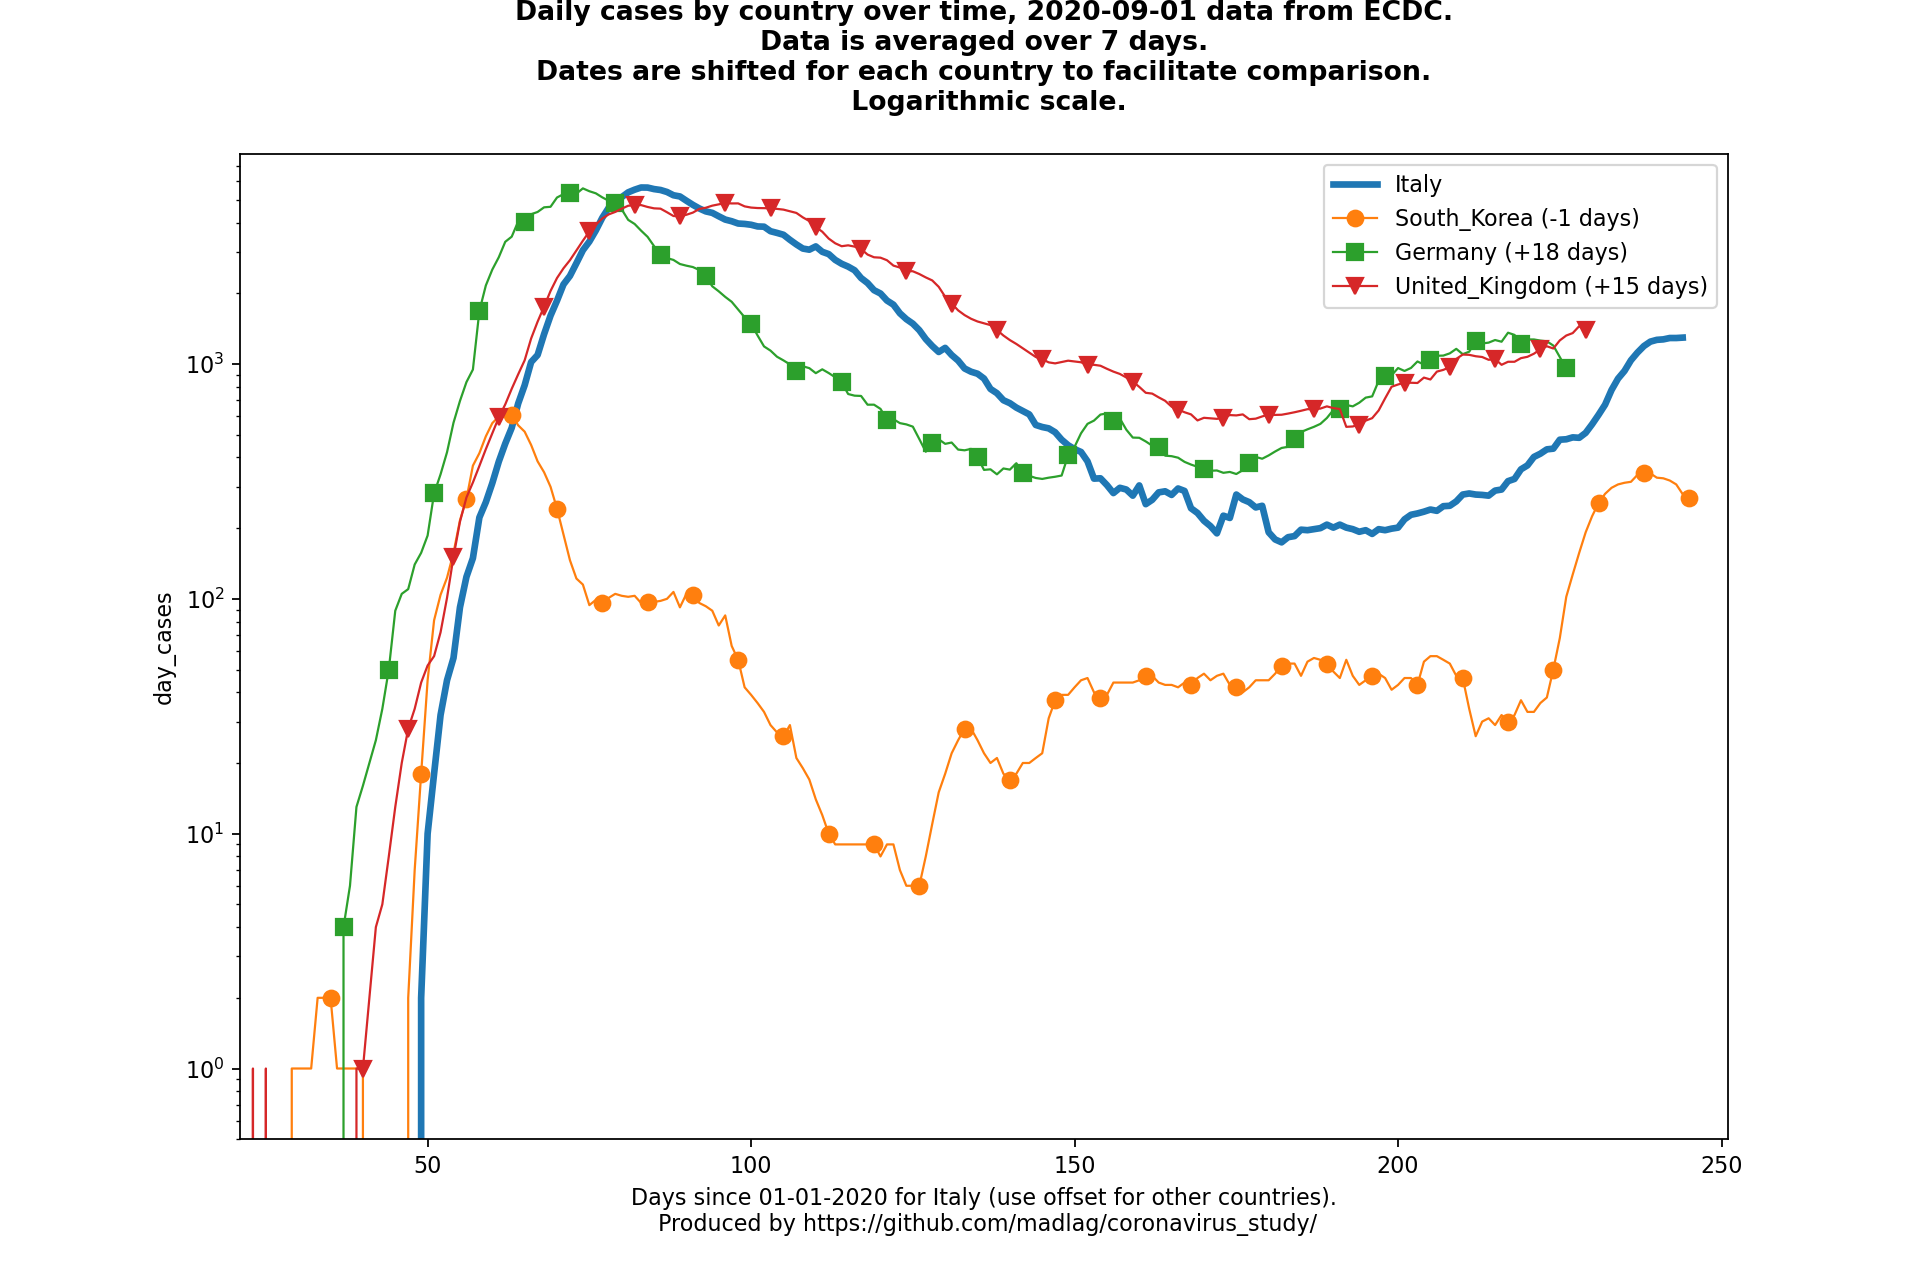 Daily cases by country over time, 2020-09-01 data from ECDC.
Data is averaged over 7 days.
Dates are shifted for each country to facilitate comparison.
Logarithmic scale.
Italy
South_Korea (-1 days)
Germany (+18 days)
United_Kingdom (+15 days)
day_cases
10³
10²
10¹
10⁰
50
100
150
200
250
Days since 01-01-2020 for Italy (use offset for other countries).
Produced by https://github.com/madlag/coronavirus_study/